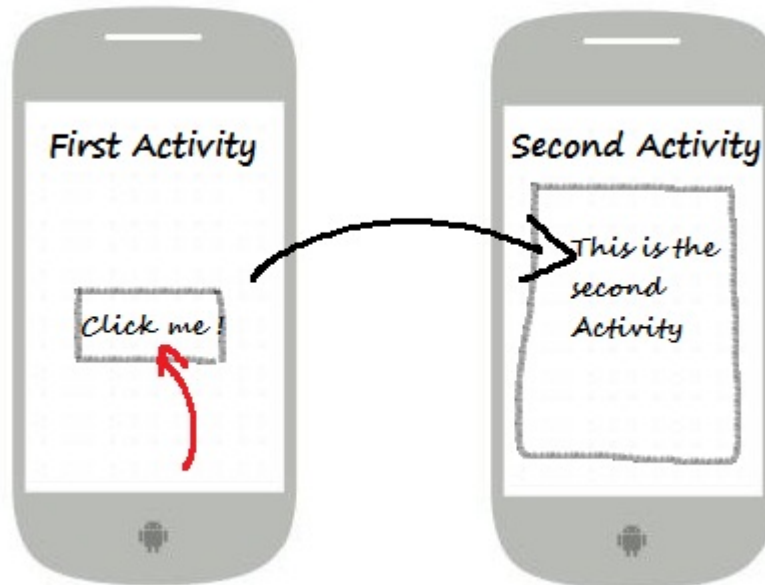 First Activity
Click me !
Second Activity
This is the
second
Activity